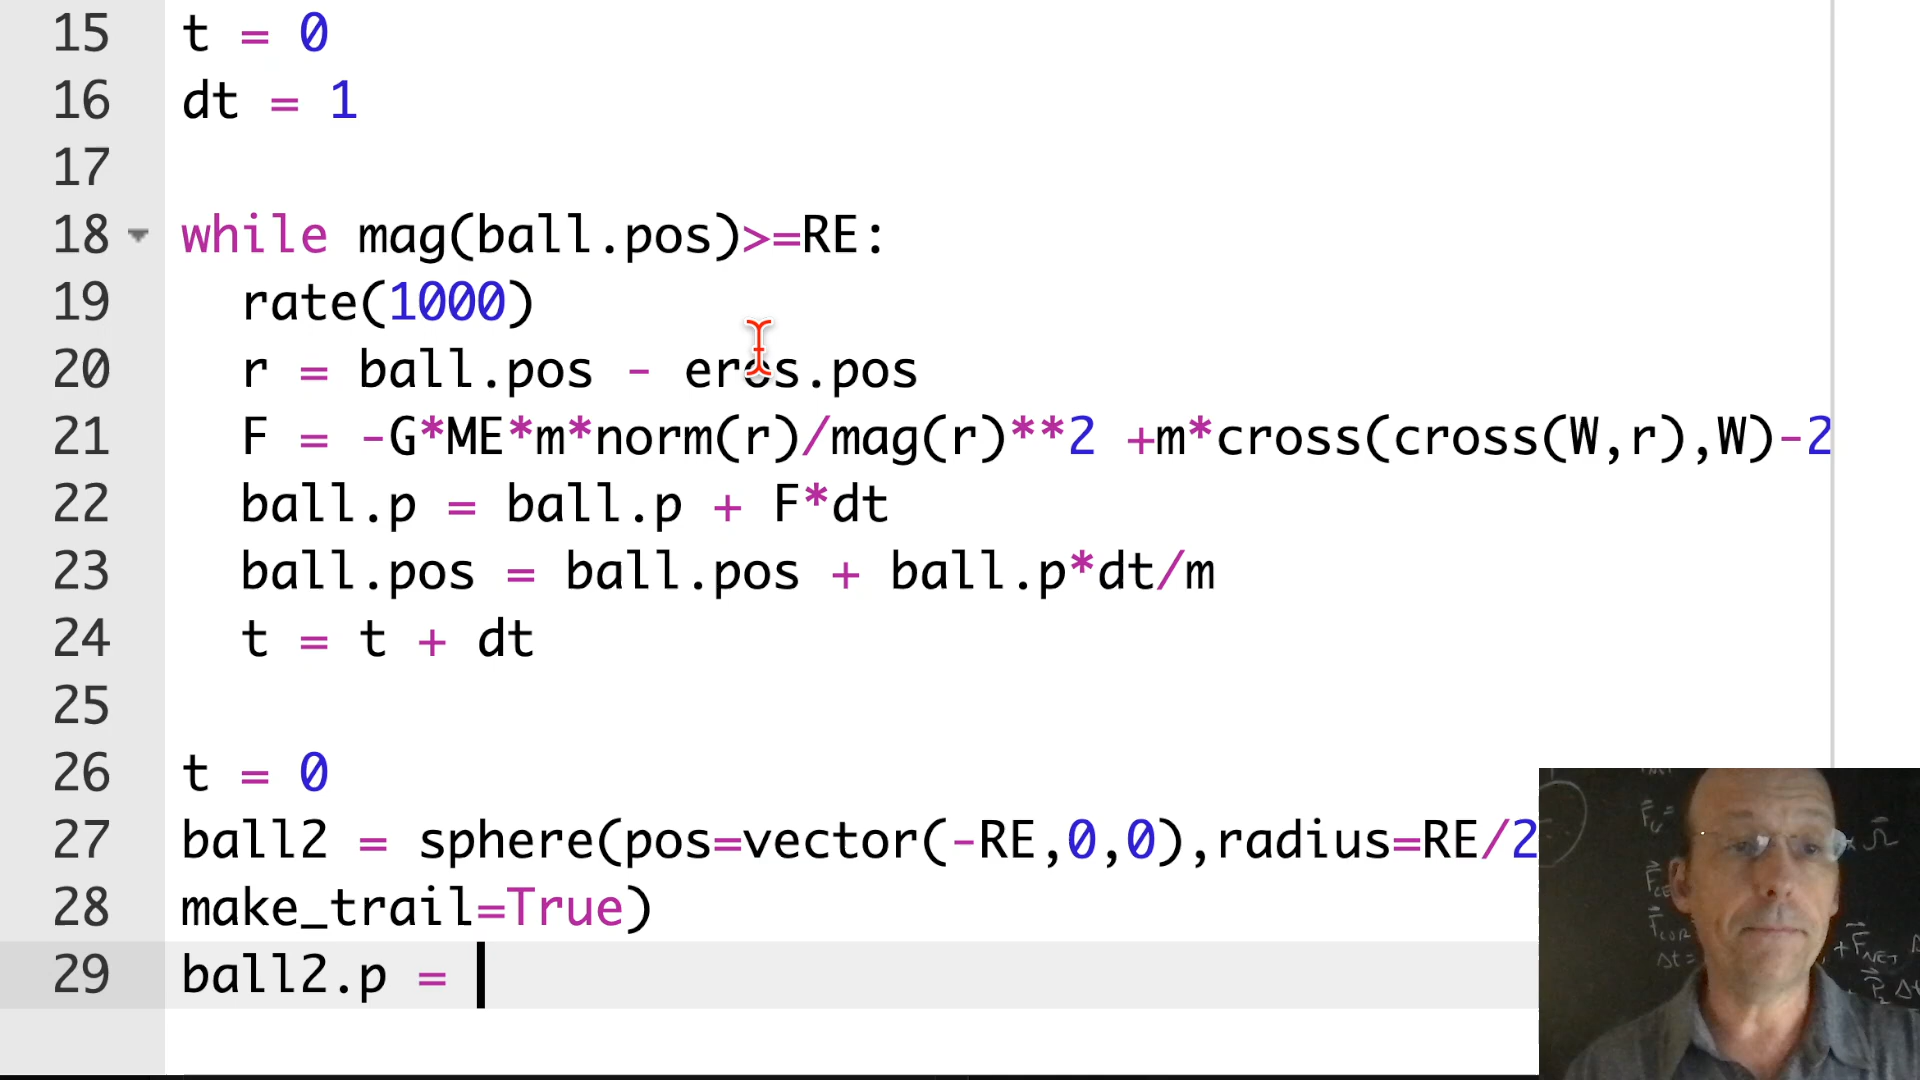 15 t = 0
16 dt = 1
17
18 while mag(ball.pos)>=RE:
19 rate(1000)
20 r = ball.pos - eros.pos
21 F = -G*ME*m*norm(r)/mag(r)**2 +m*cross(cross(W,r),W)-2
22 ball.p = ball.p + F*dt
23 ball.pos = ball.pos + ball.p*dt/m
24 t = t + dt
25
26 t = 0
27 ball2 = sphere(pos=vector(-RE,0,0),radius=RE/2
28 make_trail=True)
29 ball2.p =